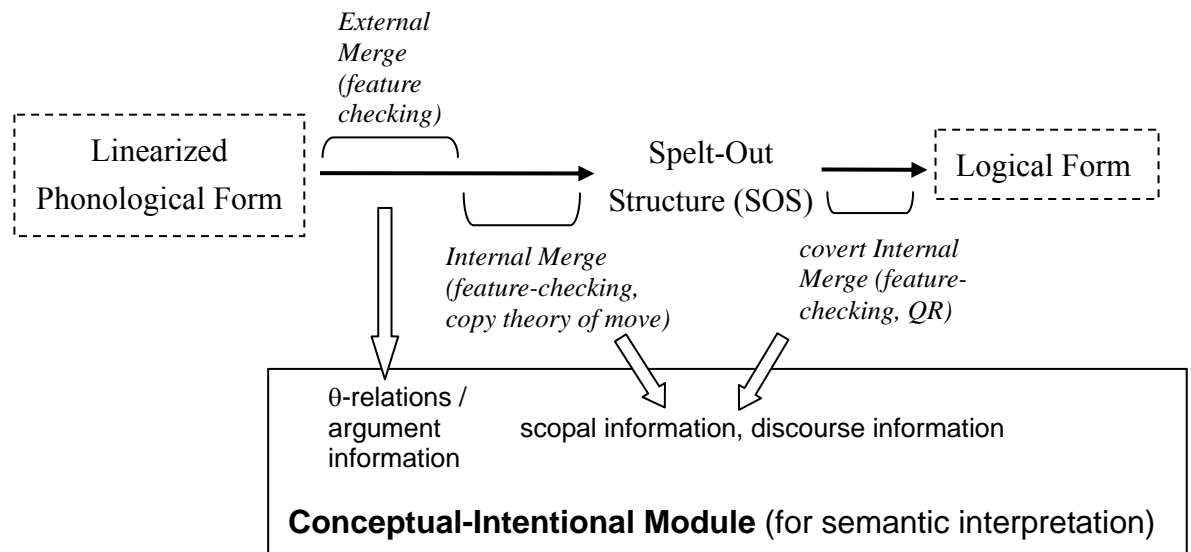 External
Merge
(feature
checking)
Linearized
Phonological Form
Spelt-Out
Structure (SOS)
Logical Form
Internal Merge
(feature-checking,
copy theory of move)
covert Internal
Merge (feature-
checking, QR)
θ-relations /
argument
information
scopal information, discourse information
Conceptual-Intentional Module (for semantic interpretation)